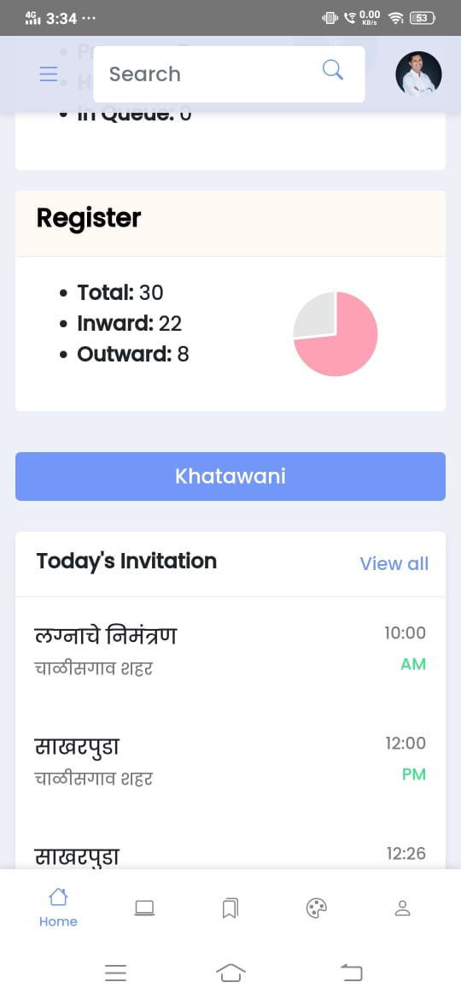 4G 3:34 ··· 0.00 KB/s 53
Search
In Queue: 0
Register
Total: 30
Inward: 22
Outward: 8
Khatawani
Today's Invitation View all
लग्नाचे निमंत्रण 10:00
चाळीसगाव शहर AM
साखरपुडा 12:00
चाळीसगाव शहर PM
साखरपुडा 12:26
Home